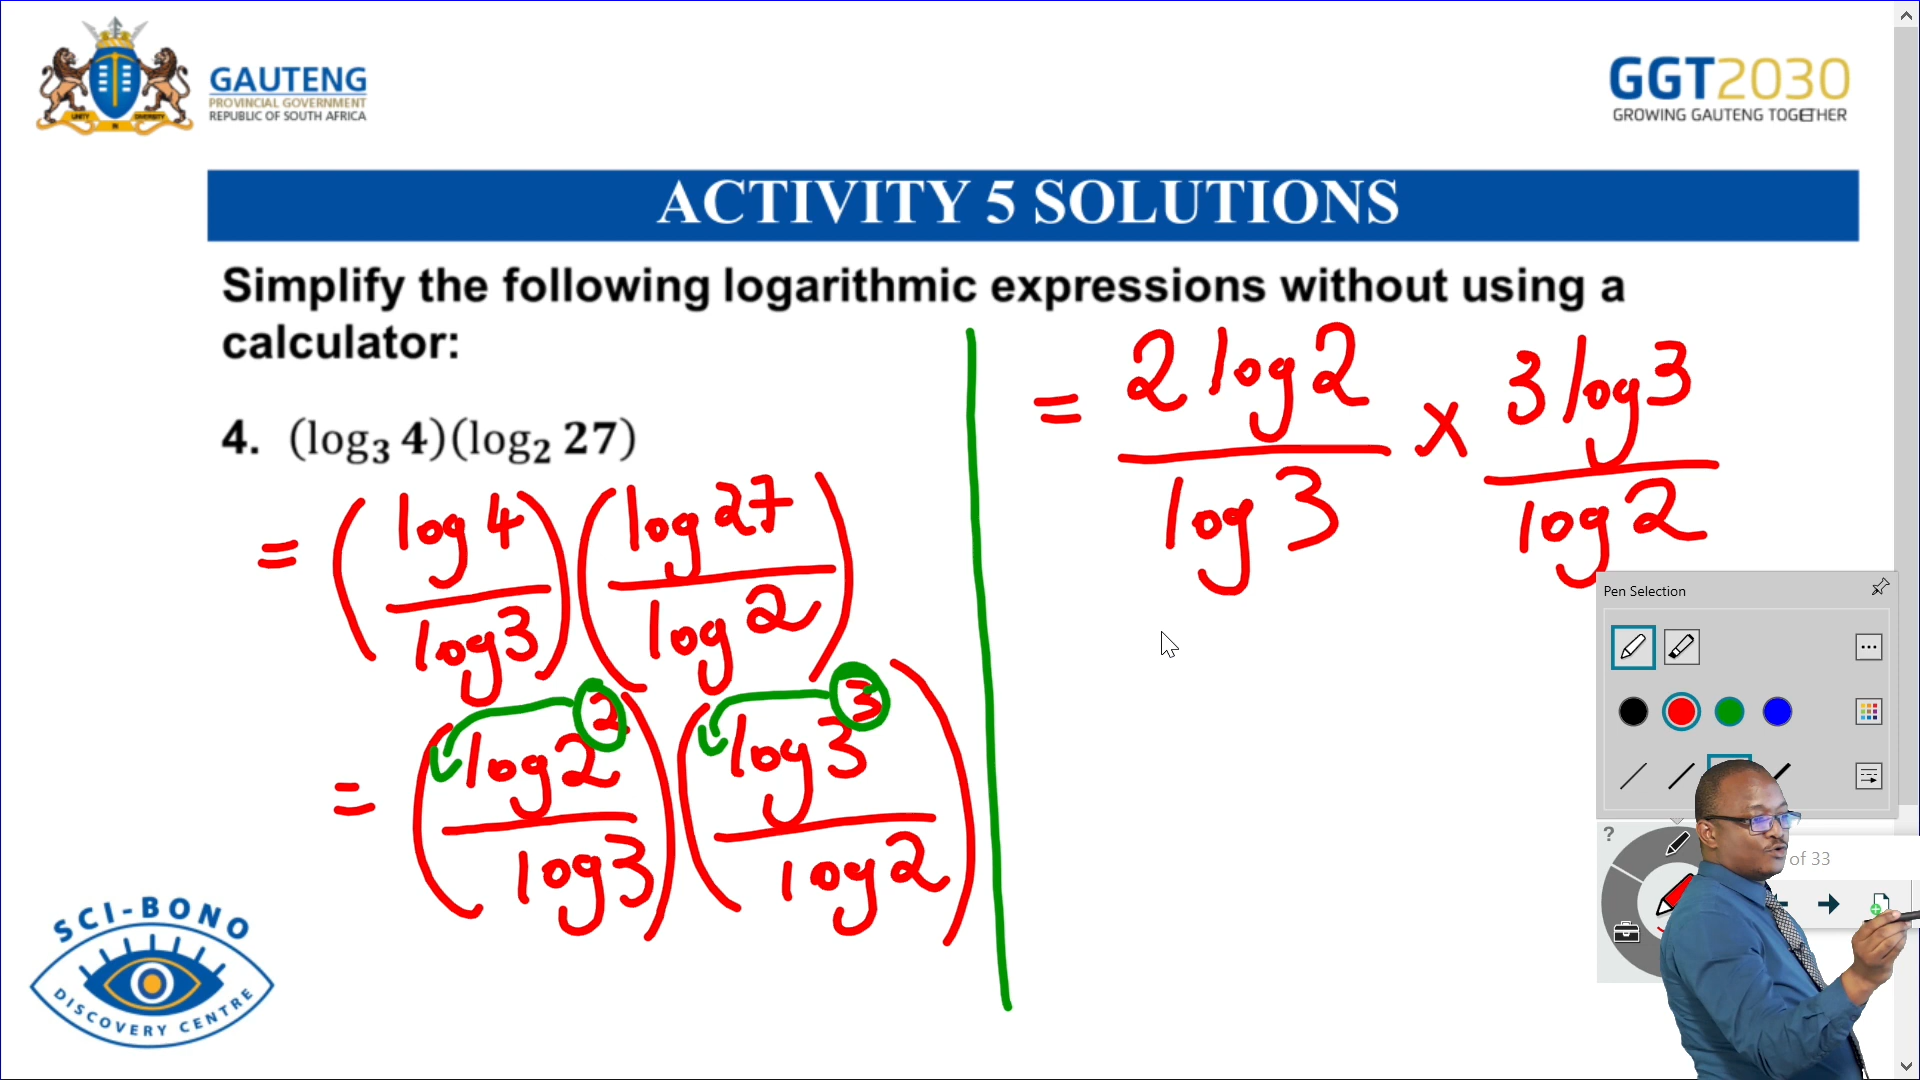 GAUTENG
PROVINCIAL GOVERNMENT
REPUBLIC OF SOUTH AFRICA
UNITY IN DIVERSITY
GGT2030
GROWING GAUTENG TOGETHER
ACTIVITY 5 SOLUTIONS
Simplify the following logarithmic expressions without using a
calculator:
4. (log₃ 4)(log₂ 27)
= (log 4 / log 3)(log 27 / log 2)
= (log 2² / log 3)(log 3³ / log 2)
= 2 log 2 / log 3 × 3 log 3 / log 2
Pen Selection
?
of 33
SCI-BONO
DISCOVERY CENTRE